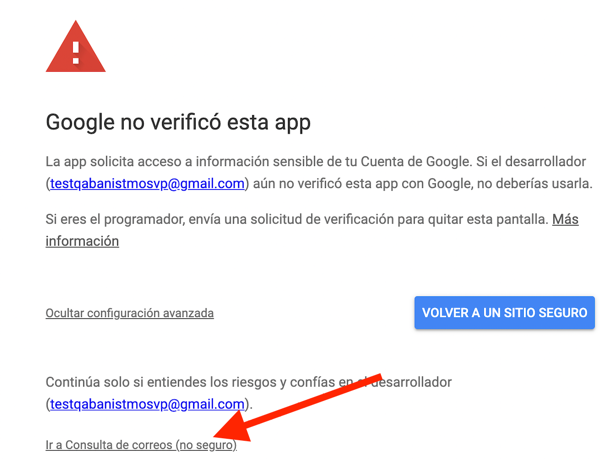 Google no verificó esta app
La app solicita acceso a información sensible de tu Cuenta de Google. Si el desarrollador
(testqabanistmosvp@gmail.com) aún no verificó esta app con Google, no deberías usarla.
Si eres el programador, envía una solicitud de verificación para quitar esta pantalla. Más
información
Ocultar configuración avanzada
VOLVER A UN SITIO SEGURO
Continúa solo si entiendes los riesgos y confías en el desarrollador
(testqabanistmosvp@gmail.com).
Ir a Consulta de correos (no seguro)